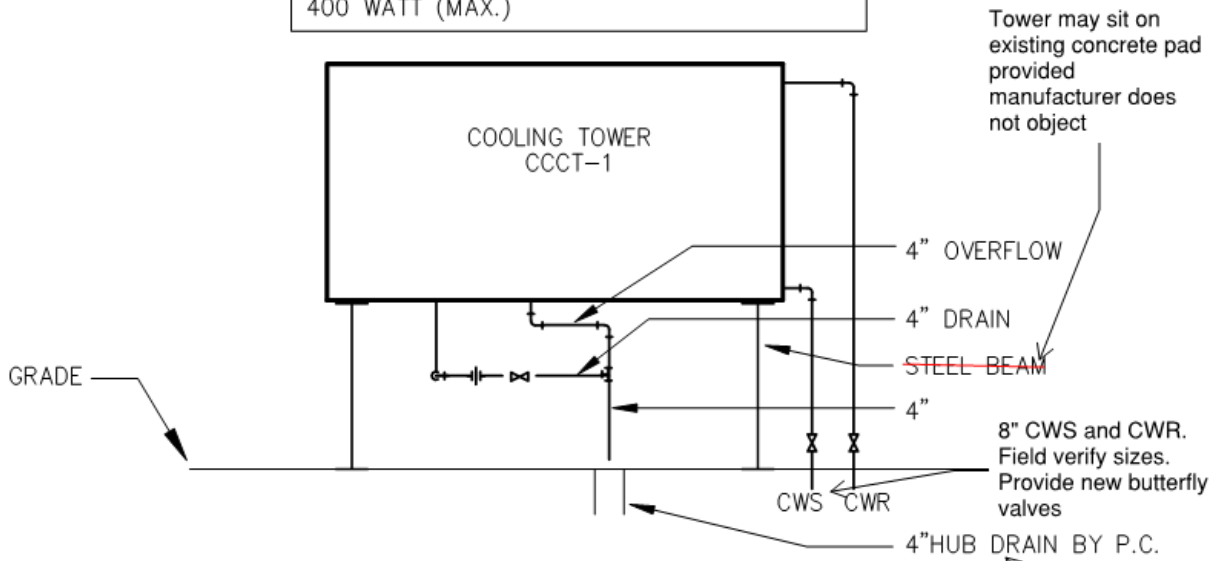 400 WATT (MAX.)
Tower may sit on
existing concrete pad
provided
manufacturer does
not object
COOLING TOWER
CCCT-1
4" OVERFLOW
4" DRAIN
STEEL BEAM
GRADE
4"
8" CWS and CWR.
Field verify sizes.
Provide new butterfly
valves
CWS CWR
4"HUB DRAIN BY P.C.